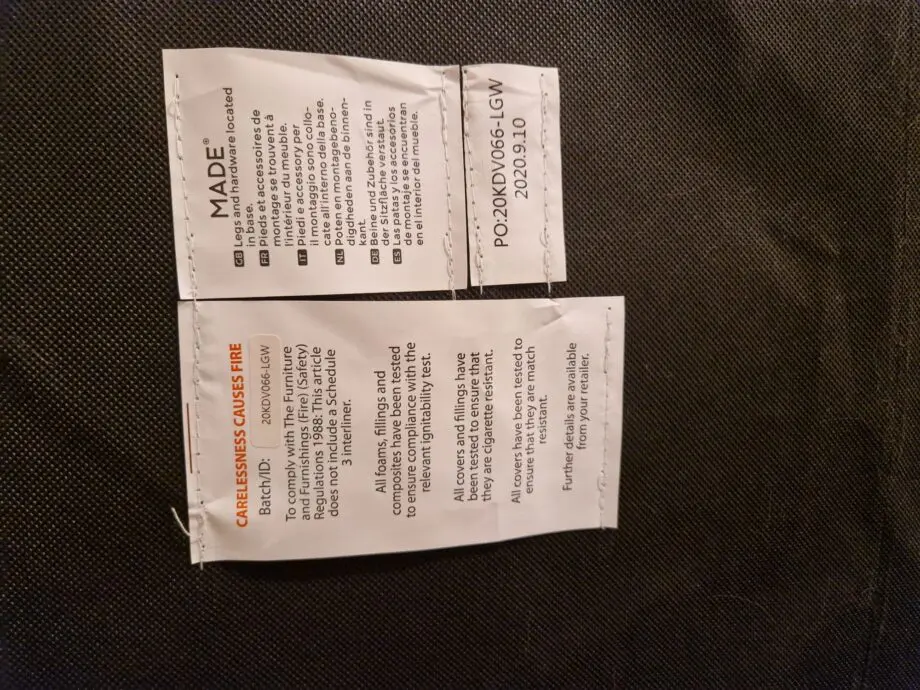 MADE®
GB Legs and hardware located
in base.
FR Pieds et accessoires de
montage se trouvent à
l'intérieur du meuble.
IT Piedi e accessory per
il montaggio sono collo-
cate all'interno della base.
NL Poten en montagebeno-
digdheden aan de binnen-
kant.
DE Beine und Zubehör sind in
der Sitzfläche verstaut.
ES Las patas y los accesorios
de montaje se encuentran
en el interior del mueble.
PO:20KDV066-LGW
2020.9.10
CARELESSNESS CAUSES FIRE
Batch/ID: 20KDV066-LGW
To comply with The Furniture
and Furnishings (Fire) (Safety)
Regulations 1988: This article
does not include a Schedule
3 interliner.
All foams, fillings and
composites have been tested
to ensure compliance with the
relevant ignitability test.
All covers and fillings have
been tested to ensure that
they are cigarette resistant.
All covers have been tested to
ensure that they are match
resistant.
Further details are available
from your retailer.